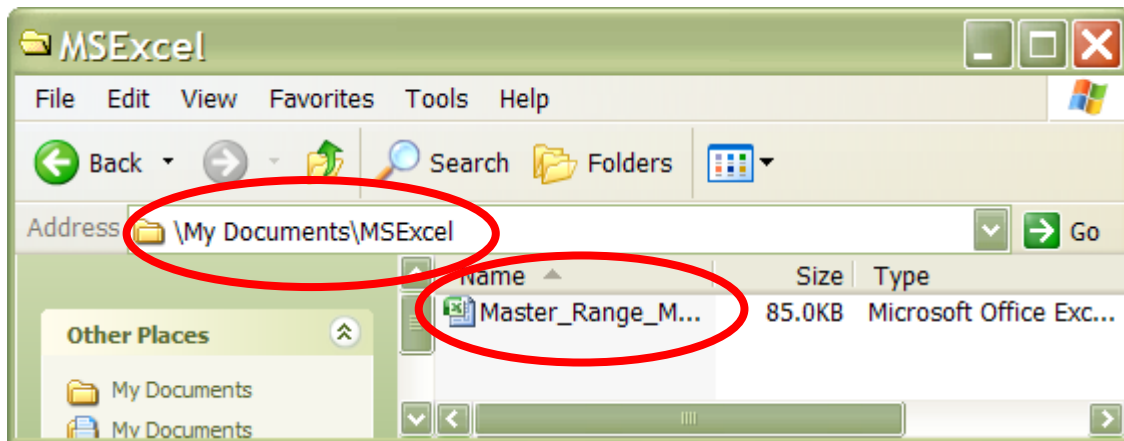 MSExcel
File Edit View Favorites Tools Help
Back Search Folders
Address \My Documents\MSExcel Go
Name Size Type
Master_Range_M... 85.0KB Microsoft Office Exc...
Other Places
My Documents
My Documents